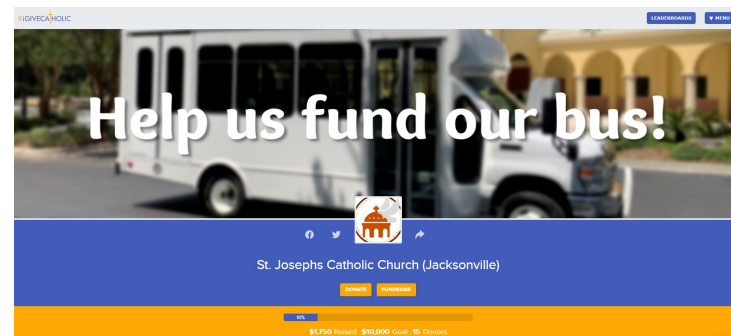 #IGIVECATHOLIC
LEADERBOARDS
▼ MENU
Help us fund our bus!
St. Josephs Catholic Church (Jacksonville)
DONATE
FUNDRAISE
18%
$1,750 Raised $10,000 Goal 15 Donors